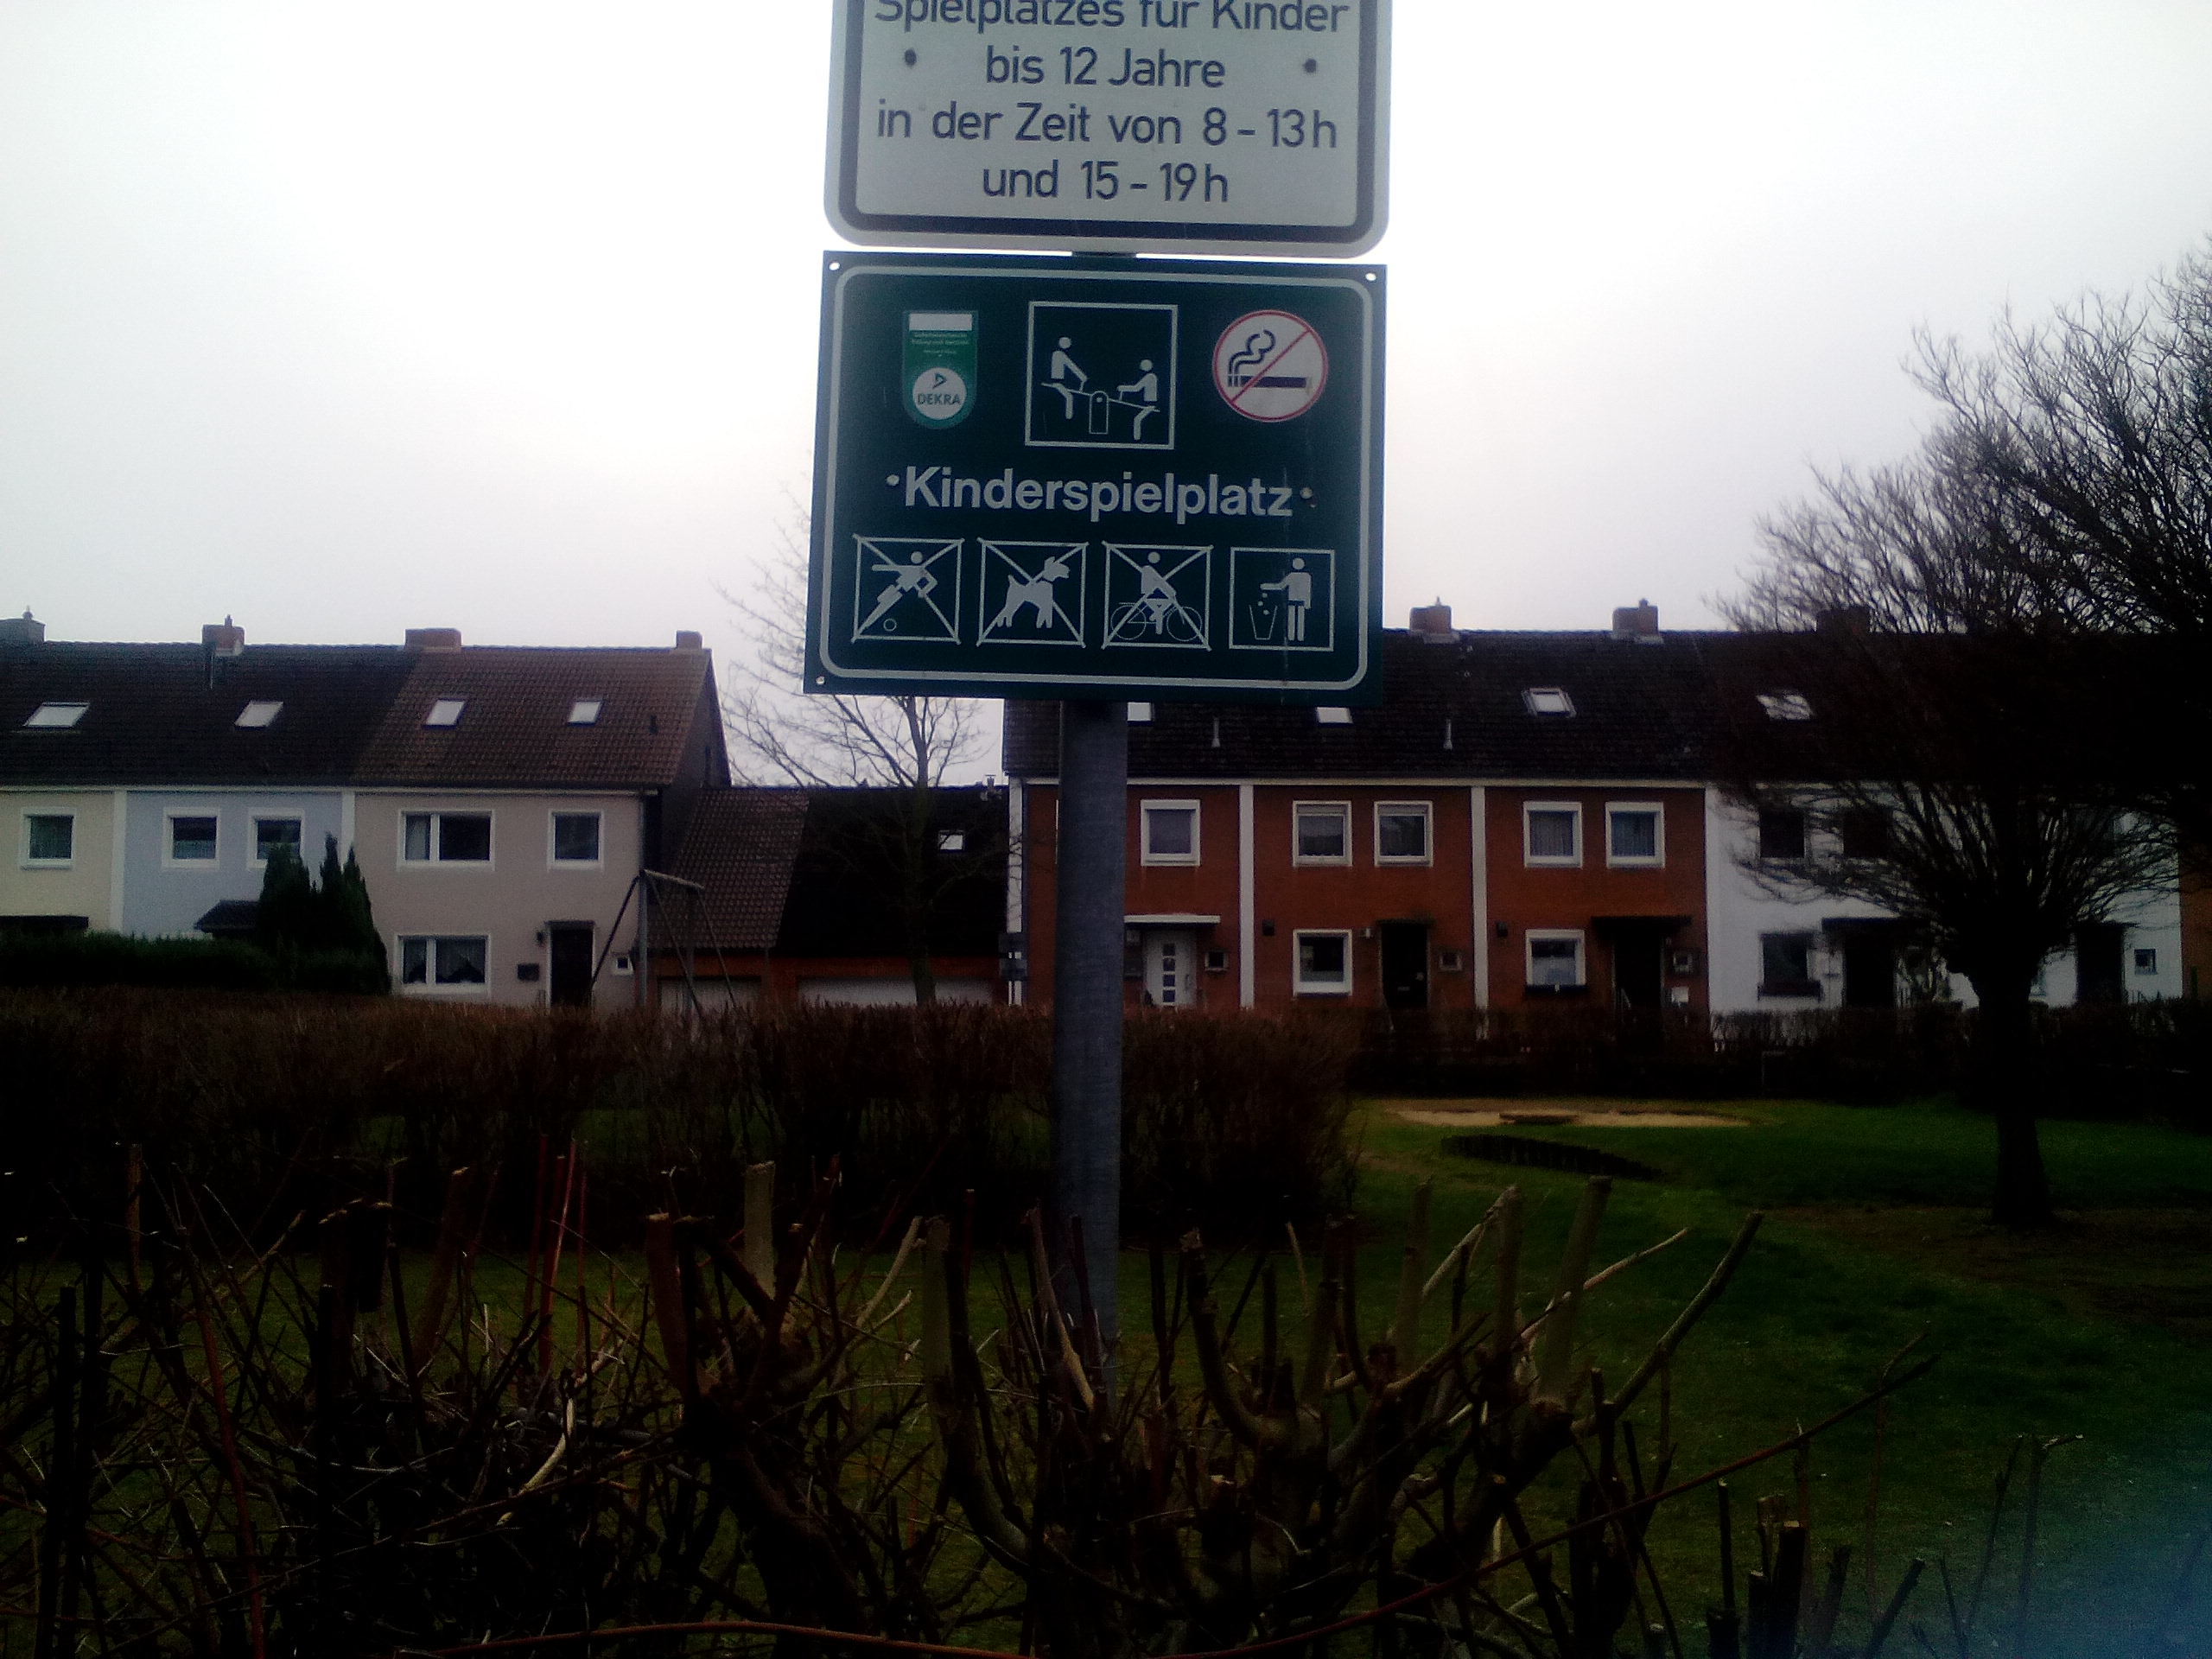 Spielplatzes für Kinder
bis 12 Jahre
in der Zeit von 8 - 13 h
und 15 - 19 h
DEKRA
Kinderspielplatz